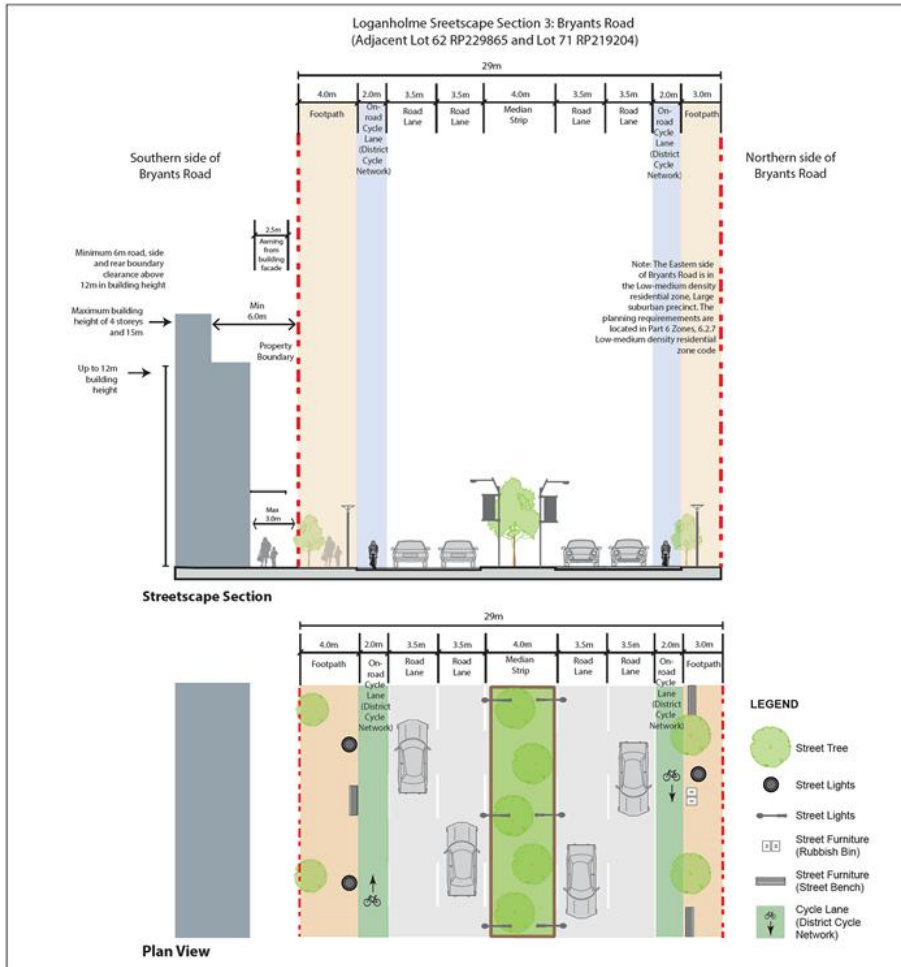 Loganholme Sreetscape Section 3: Bryants Road
(Adjacent Lot 62 RP229865 and Lot 71 RP219204)
29m
4.0m
2.0m
3.5m
3.5m
4.0m
3.5m
3.5m
2.0m
3.0m
Footpath
On-
road
Cycle
Lane
(District
Cycle
Network)
Road
Lane
Road
Lane
Median
Strip
Road
Lane
Road
Lane
On-
road
Cycle
Lane
(District
Cycle
Network)
Footpath
Southern side of
Bryants Road
Northern side of
Bryants Road
2.5m
Awning
from
building
facade
Minimum 6m road, side
and rear boundary
clearance above
12m in building height
Maximum building
height of 4 storeys
and 15m
Min
6.0m
Property
Boundary
Up to 12m
building
height
Note: The Eastern side
of Bryants Road is in
the Low-medium density
residential zone, Large
suburban precinct. The
planning requiremements are
located in Part 6 Zones, 6.2.7
Low-medium density residential
zone code
Max
3.0m
Streetscape Section
29m
4.0m
2.0m
3.5m
3.5m
4.0m
3.5m
3.5m
2.0m
3.0m
Footpath
On-
road
Cycle
Lane
(District
Cycle
Network)
Road
Lane
Road
Lane
Median
Strip
Road
Lane
Road
Lane
On-
road
Cycle
Lane
(District
Cycle
Network)
Footpath
LEGEND
Street Tree
Street Lights
Street Lights
Street Furniture
(Rubbish Bin)
Street Furniture
(Street Bench)
Cycle Lane
(District Cycle
Network)
Plan View